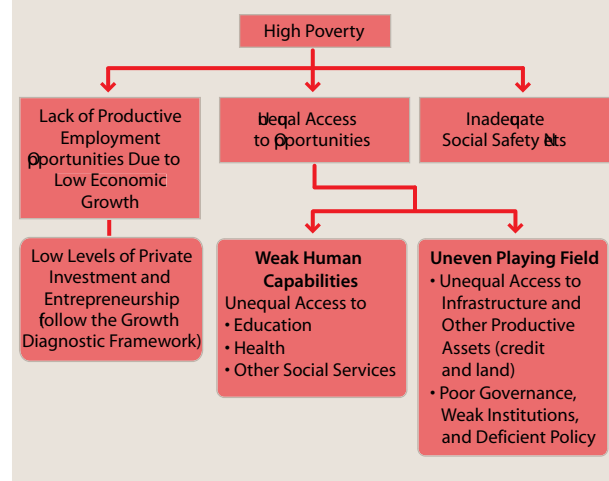 High Poverty
Lack of Productive
Employment
Opportunities Due to
Low Economic
Growth
Unequal Access
to Opportunities
Inadequate
Social Safety Nets
Low Levels of Private
Investment and
Entrepreneurship
(follow the Growth
Diagnostic Framework)
Weak Human
Capabilities
Unequal Access to
• Education
• Health
• Other Social Services
Uneven Playing Field
• Unequal Access to
Infrastructure and
Other Productive
Assets (credit
and land)
• Poor Governance,
Weak Institutions,
and Deficient Policy